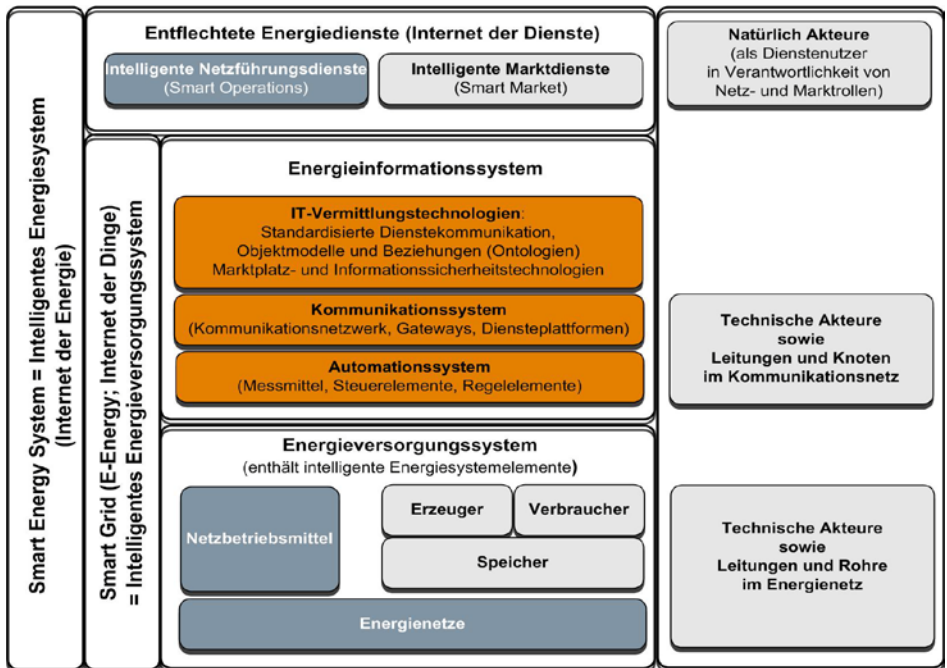 Smart Energy System = Intelligentes Energiesystem
(Internet der Energie)
Entflechtete Energiedienste (Internet der Dienste)
Intelligente Netzführungsdienste
(Smart Operations)
Intelligente Marktdienste
(Smart Market)
Natürlich Akteure
(als Dienstenutzer
in Verantwortlichkeit von
Netz- und Marktrollen)
Smart Grid (E-Energy; Internet der Dinge)
= Intelligentes Energieversorgungssystem
Energieinformationssystem
IT-Vermittlungstechnologien:
Standardisierte Dienstekommunikation,
Objektmodelle und Beziehungen (Ontologien)
Marktplatz- und Informationssicherheitstechnologien
Kommunikationssystem
(Kommunikationsnetzwerk, Gateways, Diensteplattformen)
Automationssystem
(Messmittel, Steuerelemente, Regelelemente)
Technische Akteure
sowie
Leitungen und Knoten
im Kommunikationsnetz
Energieversorgungssystem
(enthält intelligente Energiesystemelemente)
Netzbetriebsmittel
Erzeuger
Verbraucher
Speicher
Energienetze
Technische Akteure
sowie
Leitungen und Rohre
im Energienetz